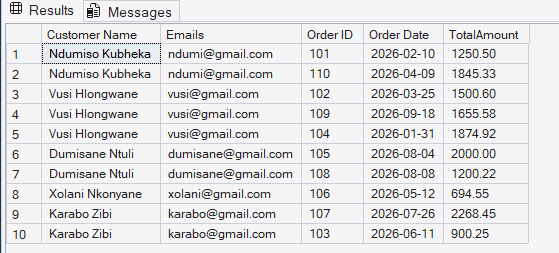 Results Messages
Customer Name Emails Order ID Order Date TotalAmount
1 Ndumiso Kubheka ndumi@gmail.com 101 2026-02-10 1250.50
2 Ndumiso Kubheka ndumi@gmail.com 110 2026-04-09 1845.33
3 Vusi Hlongwane vusi@gmail.com 102 2026-03-25 1500.60
4 Vusi Hlongwane vusi@gmail.com 109 2026-09-18 1655.58
5 Vusi Hlongwane vusi@gmail.com 104 2026-01-31 1874.92
6 Dumisane Ntuli dumisane@gmail.com 105 2026-08-04 2000.00
7 Dumisane Ntuli dumisane@gmail.com 108 2026-08-08 1200.22
8 Xolani Nkonyane xolani@gmail.com 106 2026-05-12 694.55
9 Karabo Zibi karabo@gmail.com 107 2026-07-26 2268.45
10 Karabo Zibi karabo@gmail.com 103 2026-06-11 900.25